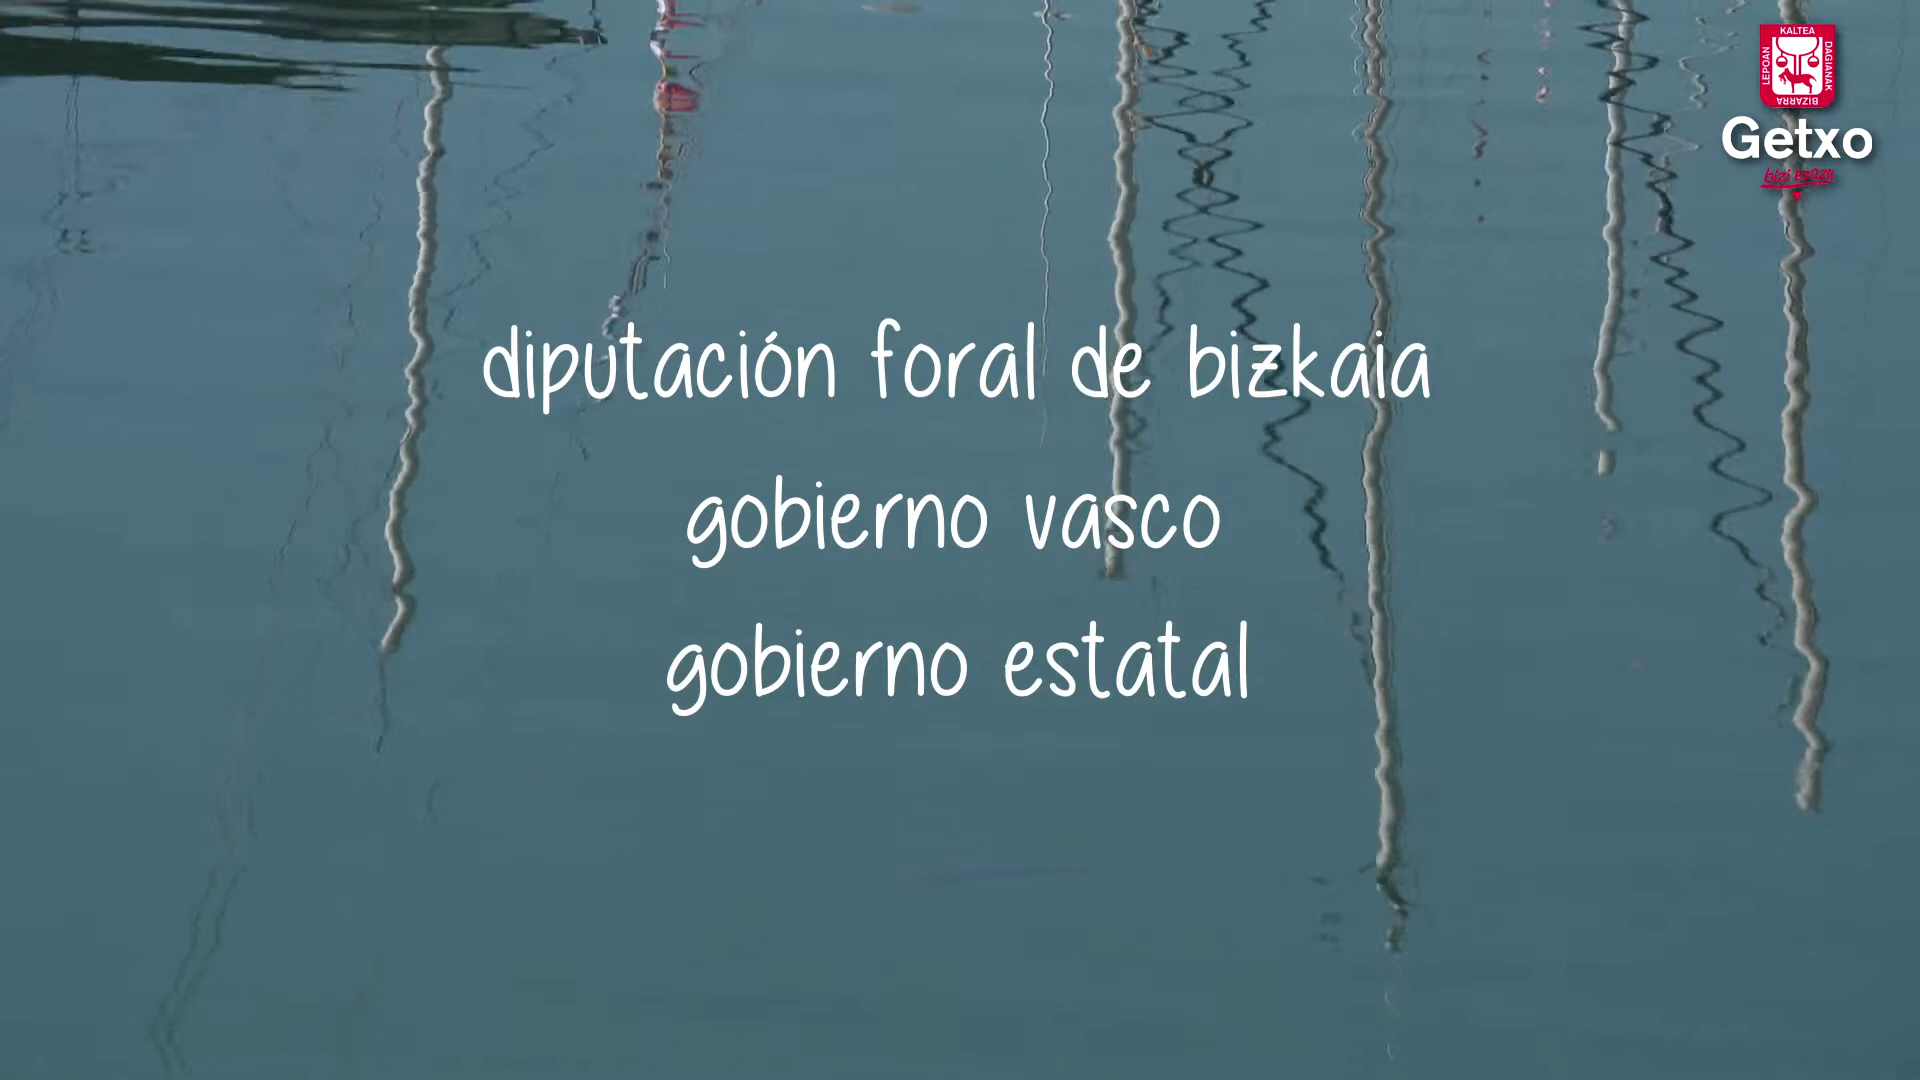 KALTEA
LEPOAN
DAGIANAK
BIZARRA
Getxo
bizi ezazu
diputación foral de bizkaia
gobierno vasco
gobierno estatal